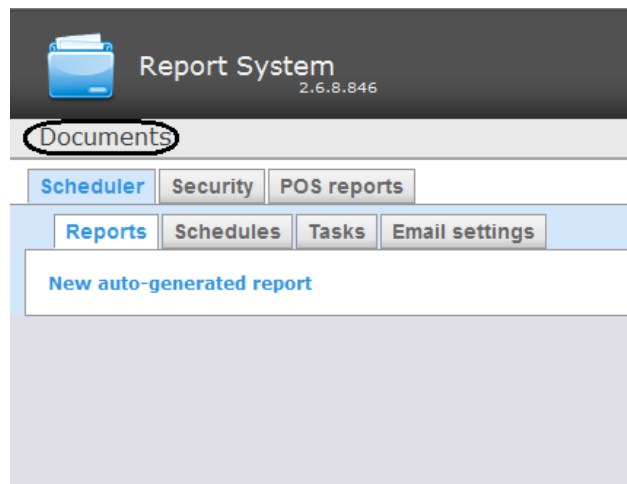 Report System
2.6.8.846
Documents
Scheduler Security POS reports
Reports Schedules Tasks Email settings
New auto-generated report